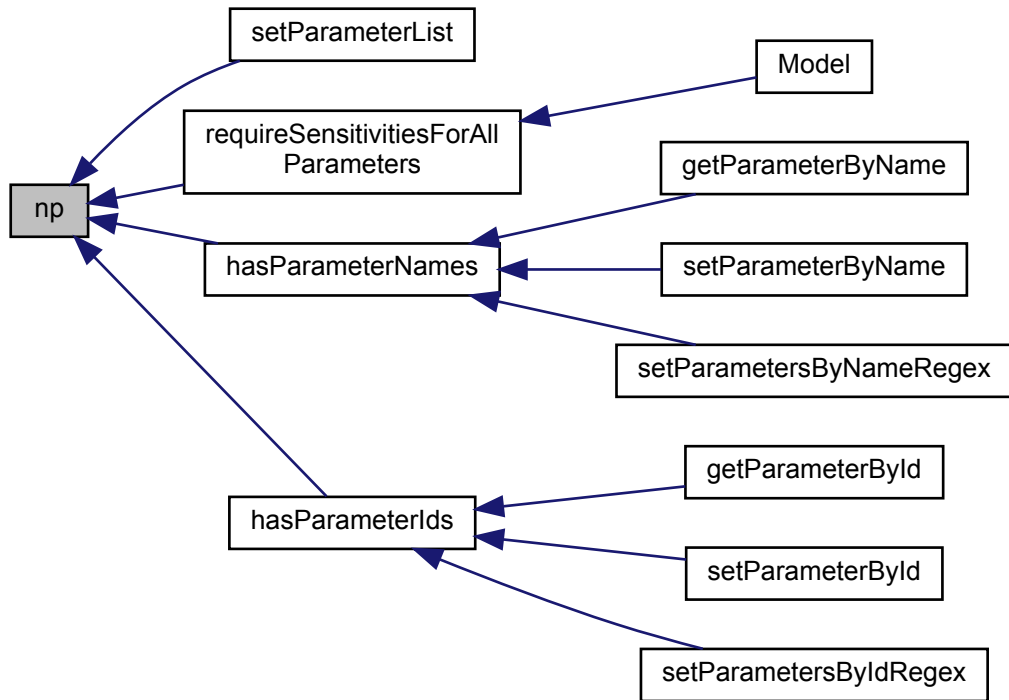 setParameterList
Model
requireSensitivitiesForAll
Parameters
getParameterByName
np
hasParameterNames
setParameterByName
setParametersByNameRegex
getParameterById
hasParameterIds
setParameterById
setParametersByIdRegex